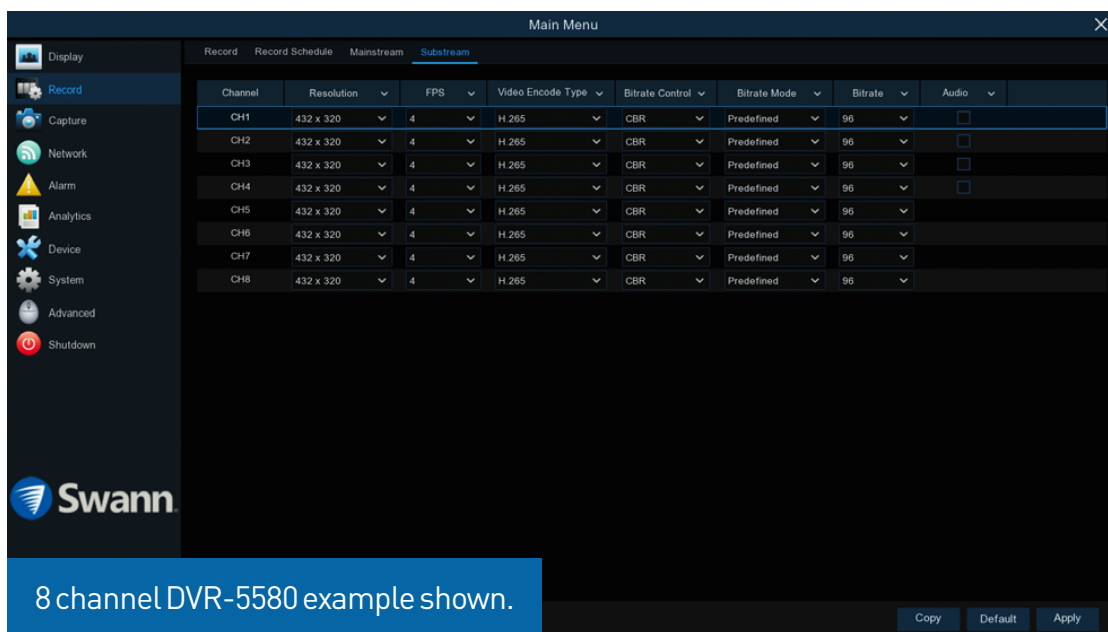 Main Menu
Display
Record
Capture
Network
Alarm
Analytics
Device
System
Advanced
Shutdown
Swann.
Record Record Schedule Mainstream Substream
Channel Resolution FPS Video Encode Type Bitrate Control Bitrate Mode Bitrate Audio
CH1 432 x 320 4 H.265 CBR Predefined 96
CH2 432 x 320 4 H.265 CBR Predefined 96
CH3 432 x 320 4 H.265 CBR Predefined 96
CH4 432 x 320 4 H.265 CBR Predefined 96
CH5 432 x 320 4 H.265 CBR Predefined 96
CH6 432 x 320 4 H.265 CBR Predefined 96
CH7 432 x 320 4 H.265 CBR Predefined 96
CH8 432 x 320 4 H.265 CBR Predefined 96
8 channel DVR-5580 example shown.
Copy Default Apply